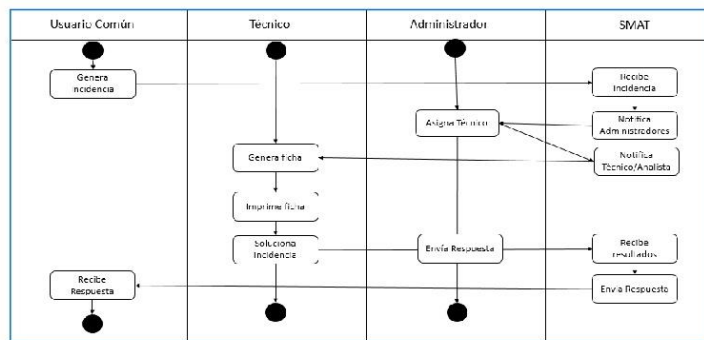 Usuario Común
Técnico
Administrador
SMAT
Genera
incidencia
Recibe
Incidencia
Asigna Técnico
Notifica
Administradores
Genera ficha
Notifica
Técnico/Analista
Imprime ficha
Soluciona
Incidencia
Envía Respuesta
Recibe
resultados
Recibe
Respuesta
Envía Respuesta